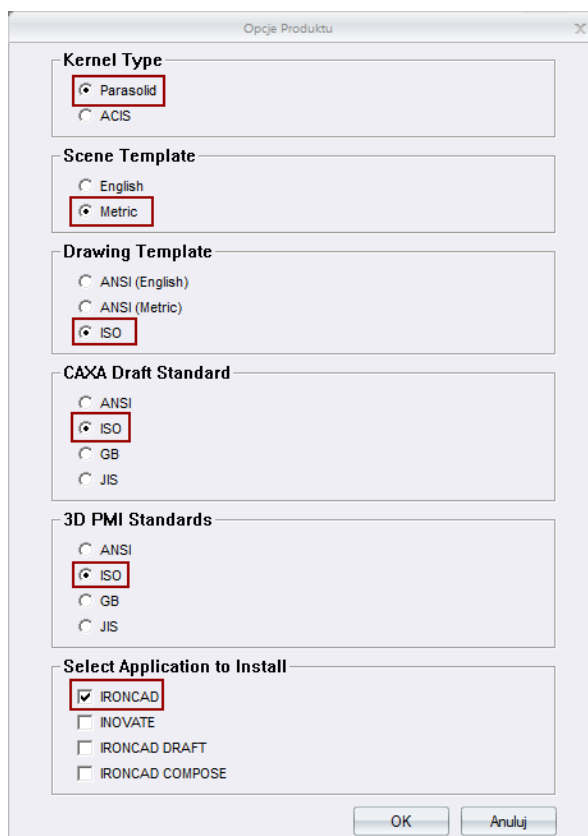 Opcje Produktu
Kernel Type
Parasolid
ACIS
Scene Template
English
Metric
Drawing Template
ANSI (English)
ANSI (Metric)
ISO
CAXA Draft Standard
ANSI
ISO
GB
JIS
3D PMI Standards
ANSI
ISO
GB
JIS
Select Application to Install
IRONCAD
INOVATE
IRONCAD DRAFT
IRONCAD COMPOSE
OK Anuluj